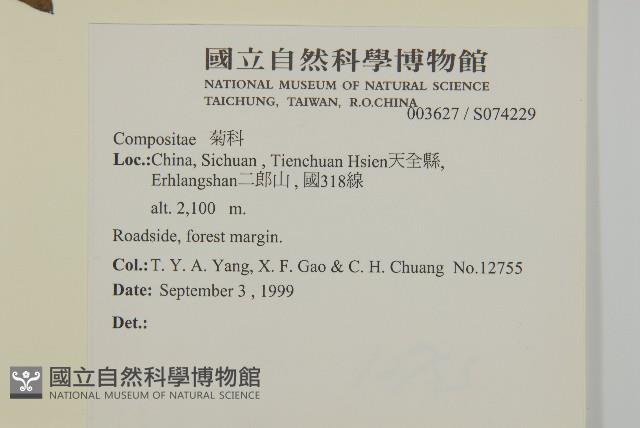 國立自然科學博物館
NATIONAL MUSEUM OF NATURAL SCIENCE
TAICHUNG, TAIWAN, R.O.CHINA
003627 / S074229
Compositae 菊科
Loc.:China, Sichuan , Tienchuan Hsien天全縣,
Erhlangshan二郎山 , 國318線
alt. 2,100 m.
Roadside, forest margin.
Col.: T. Y. A. Yang, X. F. Gao & C. H. Chuang No.12755
Date: September 3 , 1999
Det.:
國立自然科學博物館
NATIONAL MUSEUM OF NATURAL SCIENCE